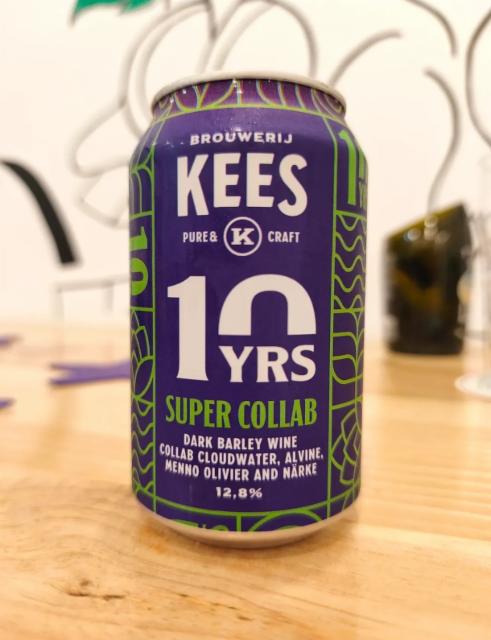 BROUWERIJ
KEES
PURE & K CRAFT
10
YRS
SUPER COLLAB
DARK BARLEY WINE
COLLAB CLOUDWATER, ALVINE,
MENNO OLIVIER AND NÄRKE
12,8%
10